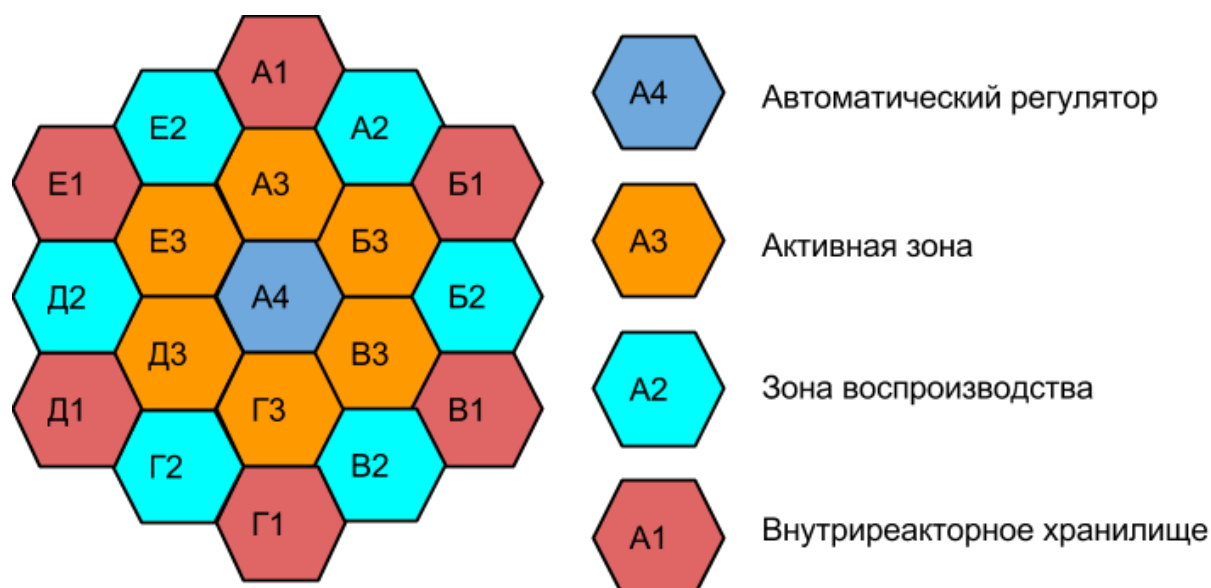 А1
Е2
А2
Е1
А3
Б1
Е3
Б3
Д2
А4
Б2
Д3
В3
Д1
Г3
В1
Г2
В2
Г1
А4 Автоматический регулятор
А3 Активная зона
А2 Зона воспроизводства
А1 Внутриреакторное хранилище